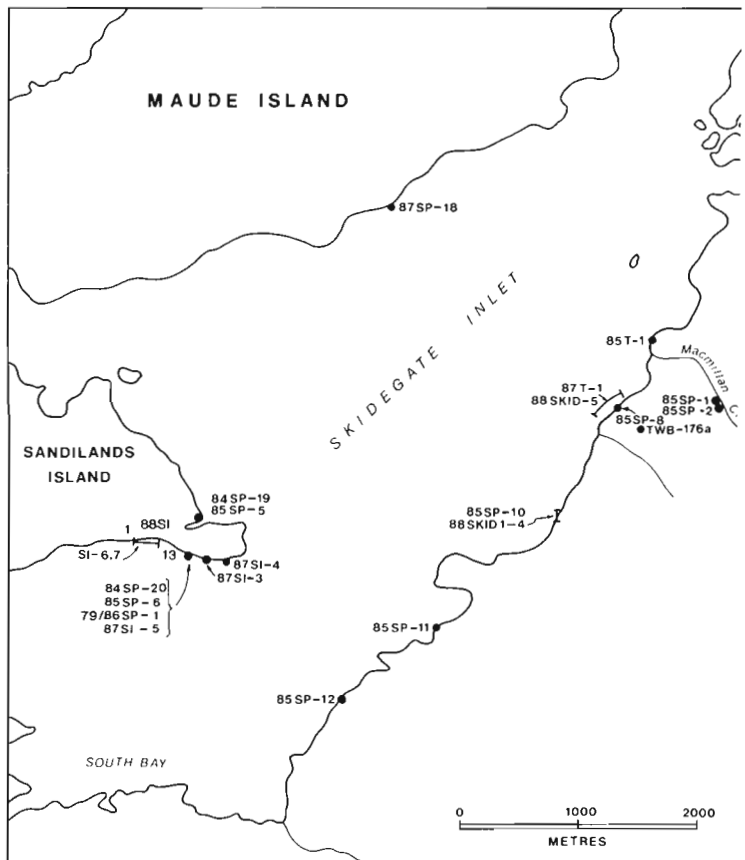 MAUDE ISLAND
87SP-18
SKIDEGATE INLET
85T-1
Macmillan C.
87T-1
88SKID-5
85SP-1
85SP-2
85SP-8
TWB-176a
SANDILANDS
ISLAND
84SP-19
85SP-5
85SP-10
88SKID1-4
1
88SI
SI-6,7
13
87SI-4
87SI-3
84SP-20
85SP-6
79/86SP-1
87SI-5
85SP-11
85SP-12
SOUTH BAY
0 1000 2000
METRES